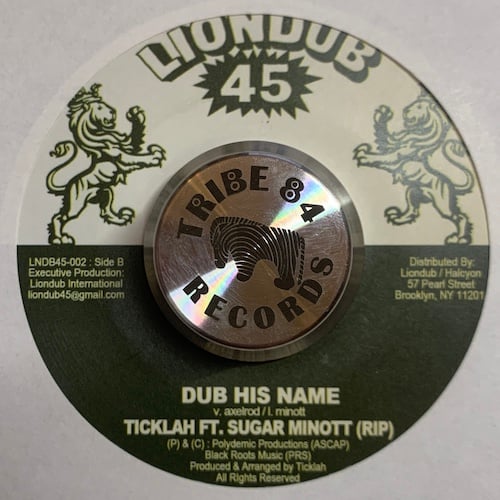 LIONDUB
45
TRIBE 84
RECORDS
LNDB45-002 : Side B
Executive Production:
Liondub International
liondub45@gmail.com
Distributed By:
Liondub / Halcyon
57 Pearl Street
Brooklyn, NY 11201
DUB HIS NAME
v. axelrod / l. minott
TICKLAH FT. SUGAR MINOTT (RIP)
(P) & (C) : Polydemic Productions (ASCAP)
Black Roots Music (PRS)
Produced & Arranged by Ticklah
All Rights Reserved